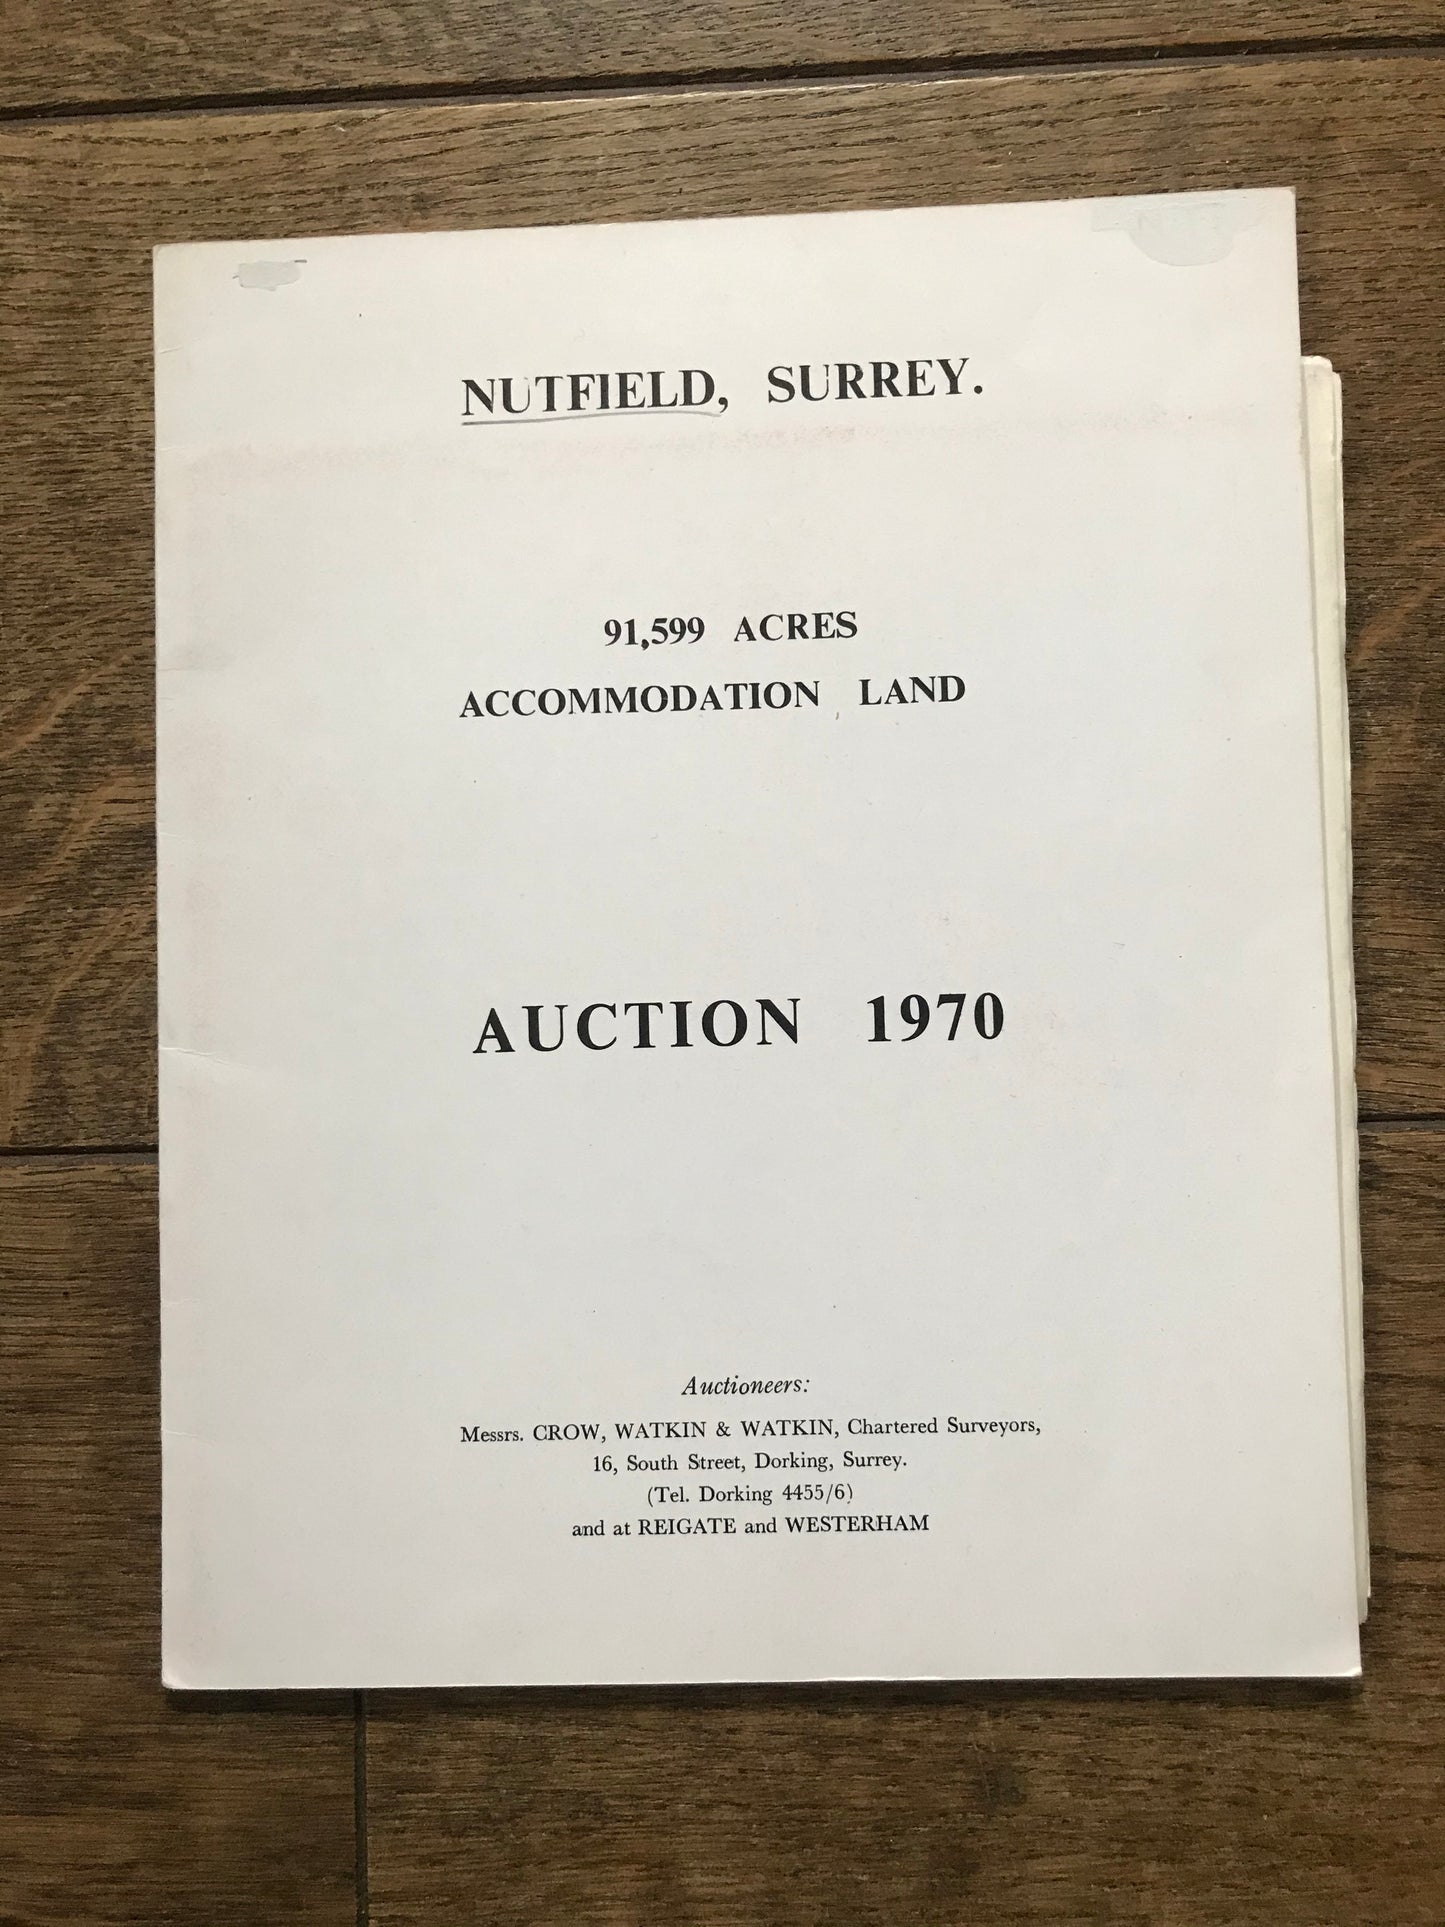 NUTFIELD, SURREY.
91,599 ACRES
ACCOMMODATION LAND
AUCTION 1970
Auctioneers:
Messrs. CROW, WATKIN & WATKIN, Chartered Surveyors,
16, South Street, Dorking, Surrey.
(Tel. Dorking 4455/6)
and at REIGATE and WESTERHAM